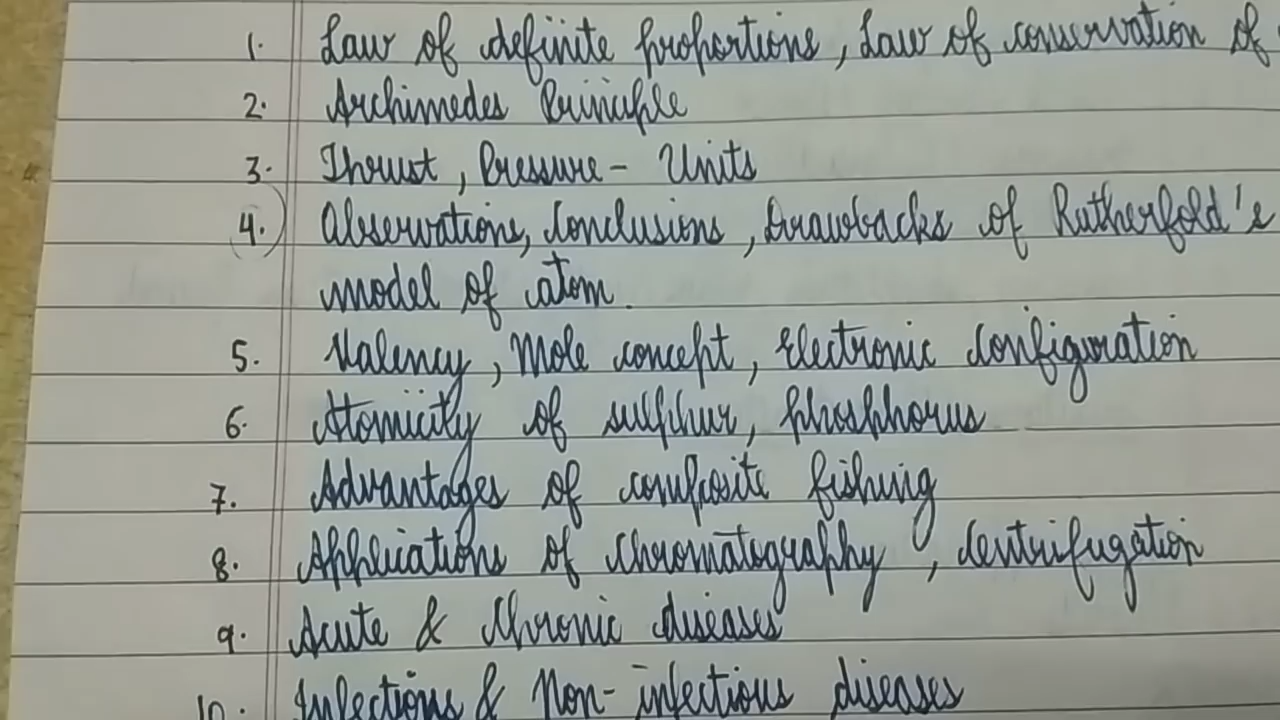 1. Law of definite proportions, Law of conservation of
2. Archimedes Principle
3. Thrust, Pressure - Units
4. Observations, Conclusions, Drawbacks of Rutherfold's
model of atom.
5. Valency, Mole concept, Electronic configuration
6. Atomicity of sulphur, phosphorus
7. Advantages of composite fishing
8. Applications of Chromatography, Centrifugation
9. Acute & Chronic diseases
10. Infectious & Non-infectious diseases